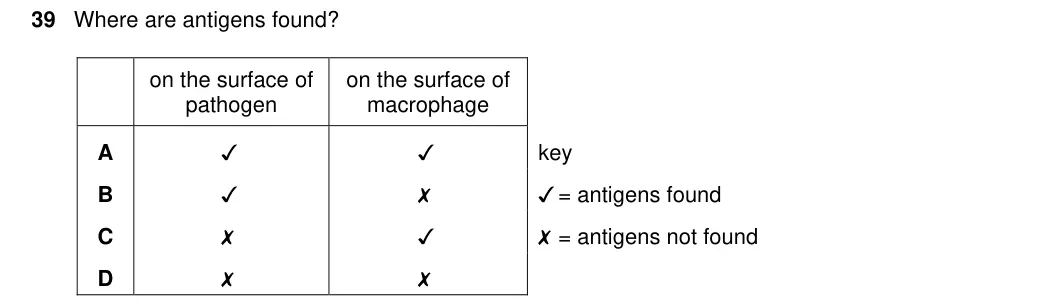 39 Where are antigens found?
on the surface of pathogen on the surface of macrophage
A ✓ ✓ key
B ✓ ✗ ✓ = antigens found
C ✗ ✓ ✗ = antigens not found
D ✗ ✗